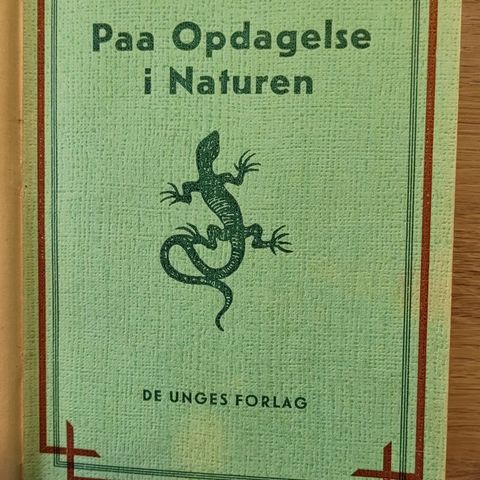 Paa Opdagelse
i Naturen
DE UNGES FORLAG